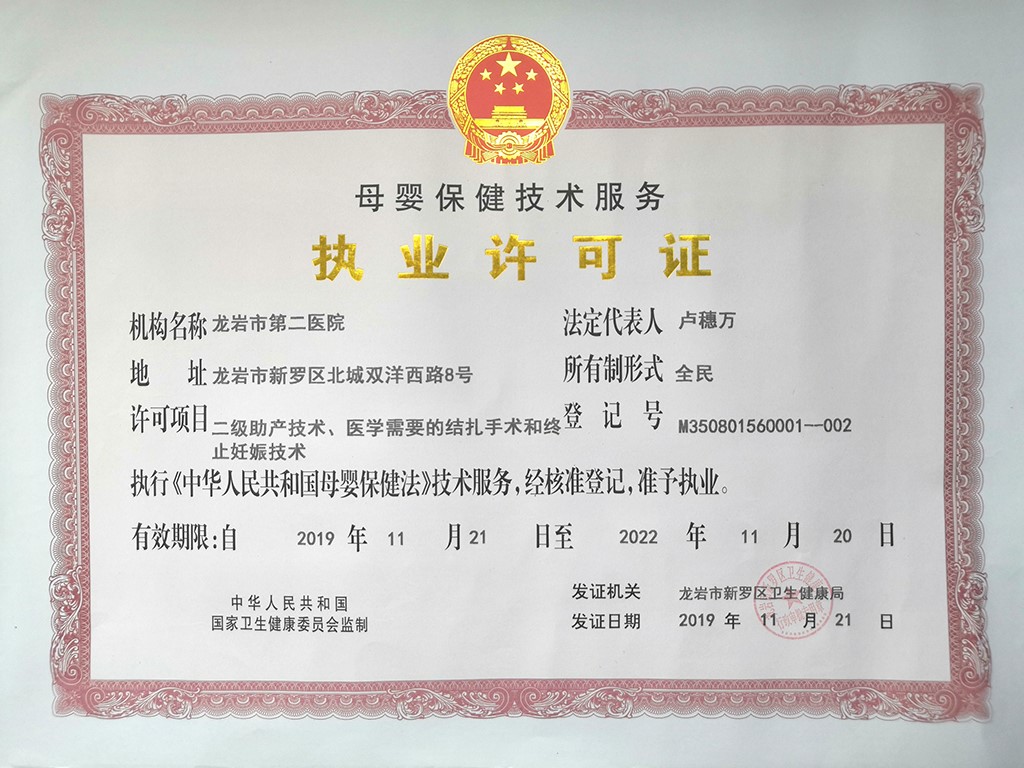 母婴保健技术服务
执业许可证
机构名称 龙岩市第二医院 法定代表人 卢穗万
地 址 龙岩市新罗区北城双洋西路8号 所有制形式 全民
许可项目 二级助产技术、医学需要的结扎手术和终 登 记 号 M350801560001--002
止妊娠技术
执行《中华人民共和国母婴保健法》技术服务,经核准登记,准予执业。
有效期限:自 2019 年 11 月 21 日至 2022 年 11 月 20 日
中华人民共和国 发证机关 龙岩市新罗区卫生健康局
国家卫生健康委员会监制 发证日期 2019 年 11 月 21 日